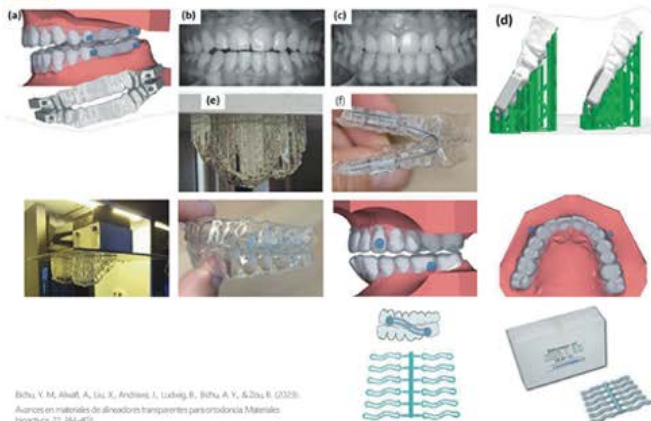 (a)
(b)
(c)
(d)
(e)
(f)
Bichu, Y. M, Alwafi, A., Liu, X., Andrews, J., Ludwig, B., Bichu, A. Y., & Zou, B. (2023).
Avances en materiales de alineadores transparentes para ortodoncia. Materiales